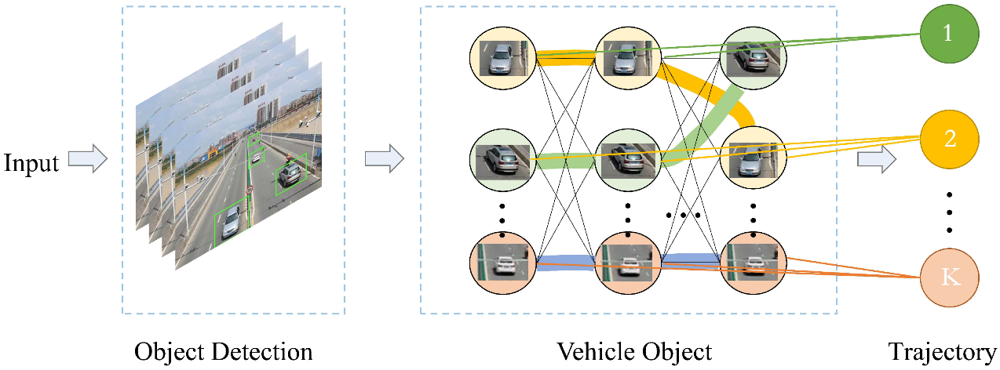 Input
1
2
K
Object Detection
Vehicle Object
Trajectory